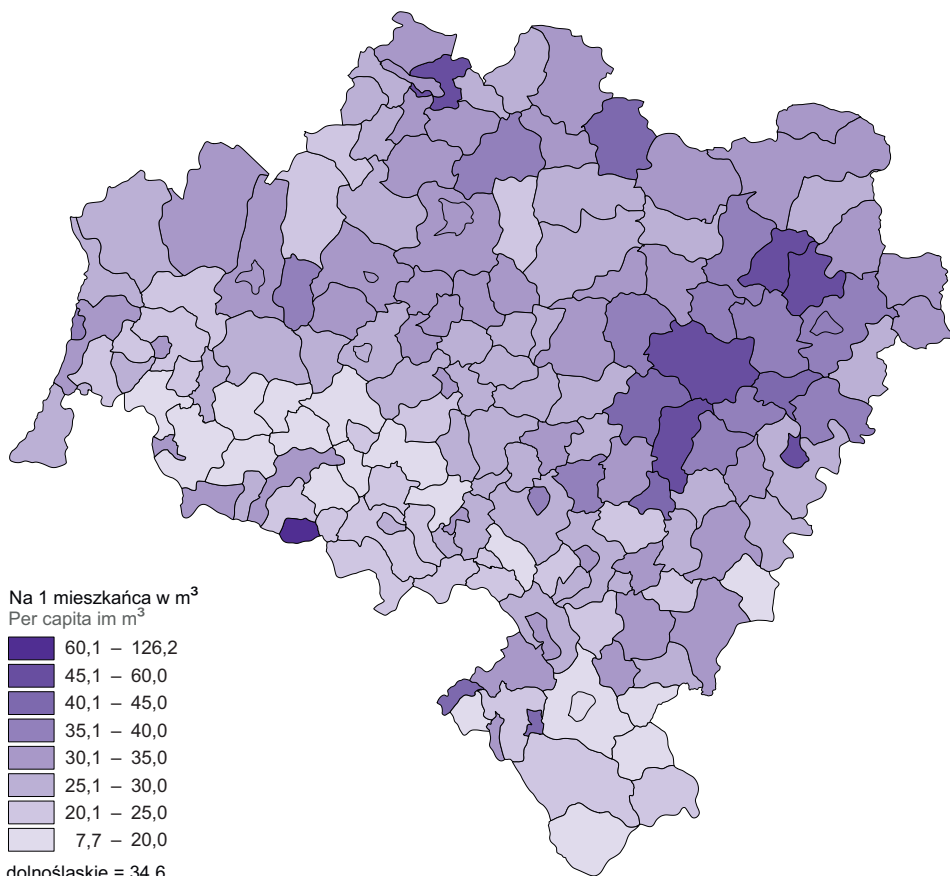 Na 1 mieszkańca w m³
Per capita im m³
60,1 – 126,2
45,1 – 60,0
40,1 – 45,0
35,1 – 40,0
30,1 – 35,0
25,1 – 30,0
20,1 – 25,0
7,7 – 20,0
dolnośląskie = 34,6